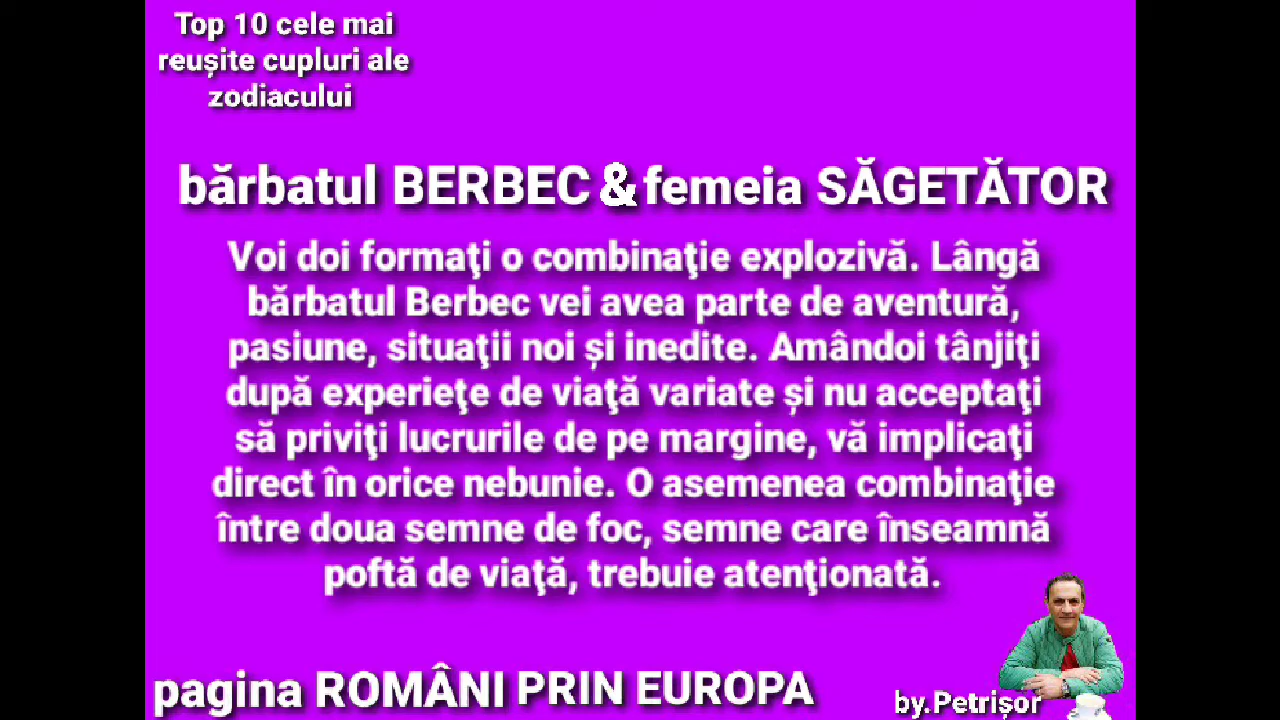 Top 10 cele mai
reușite cupluri ale
zodiacului
bărbatul BERBEC & femeia SĂGETĂTOR
Voi doi formaţi o combinaţie explozivă. Lângă
bărbatul Berbec vei avea parte de aventură,
pasiune, situaţii noi și inedite. Amândoi tânjiţi
după experieţe de viaţă variate și nu acceptaţi
să priviţi lucrurile de pe margine, vă implicaţi
direct în orice nebunie. O asemenea combinaţie
între doua semne de foc, semne care înseamnă
poftă de viaţă, trebuie atenţionată.
pagina ROMÂNI PRIN EUROPA
by.Petrișor